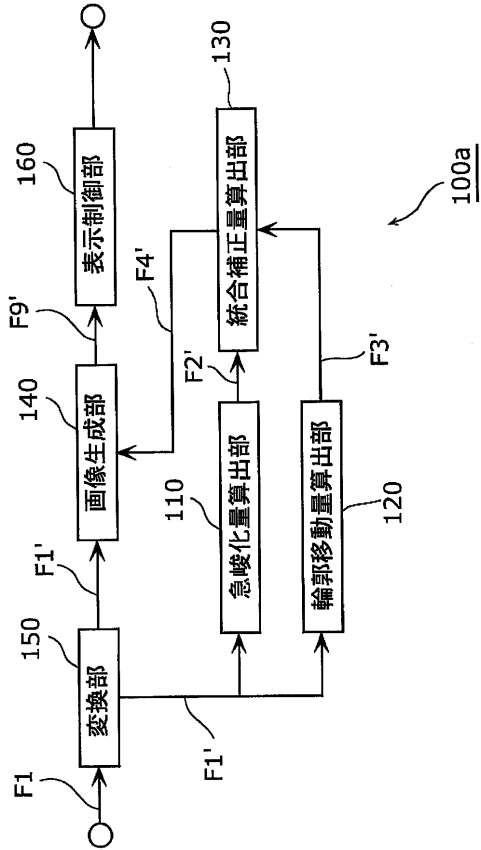 F1
150
変換部
F1'
140
画像生成部
F9'
160
表示制御部
F4'
F1'
110
急峻化量算出部
F2'
130
統合補正量算出部
120
輪郭移動量算出部
F3'
100a